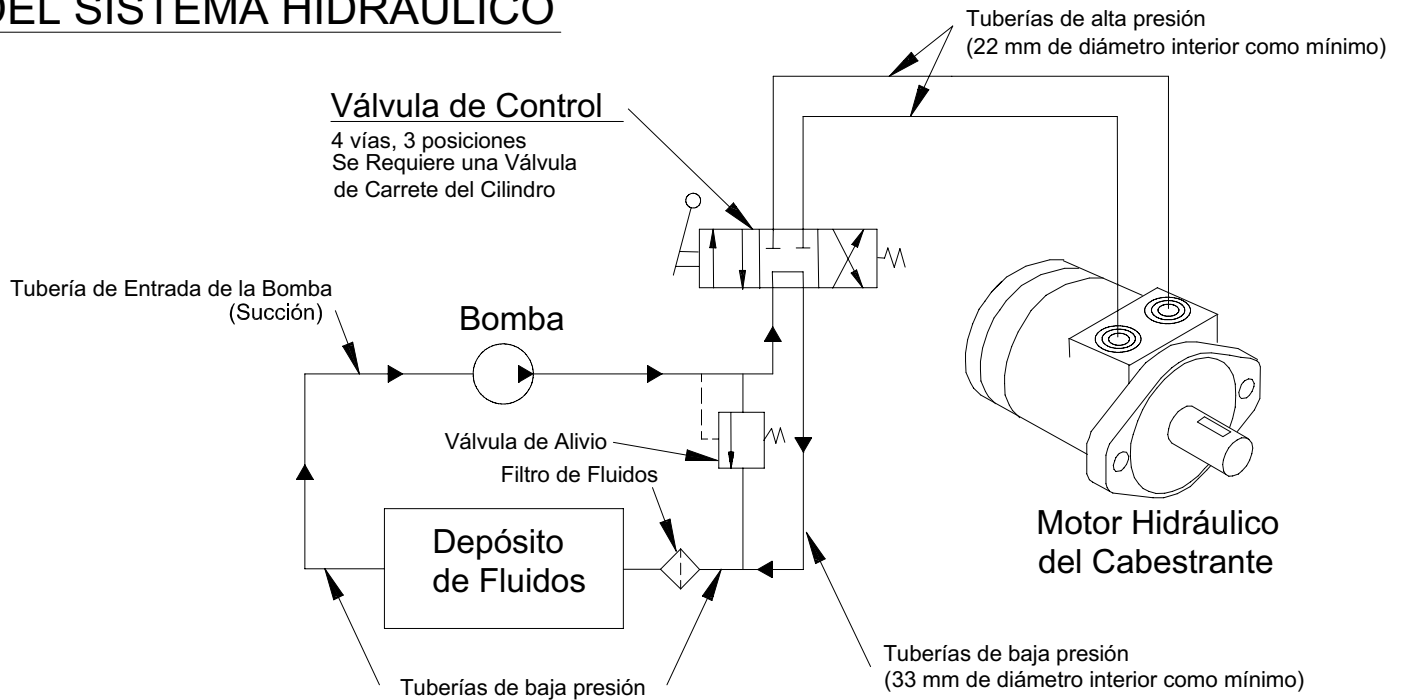 DEL SISTEMA HIDRÁULICO
Tuberías de alta presión
(22 mm de diámetro interior como mínimo)
Válvula de Control
4 vías, 3 posiciones
Se Requiere una Válvula
de Carrete del Cilindro
Tubería de Entrada de la Bomba
(Succión)
Bomba
Válvula de Alivio
Filtro de Fluidos
Depósito
de Fluidos
Motor Hidráulico
del Cabestrante
Tuberías de baja presión
Tuberías de baja presión
(33 mm de diámetro interior como mínimo)